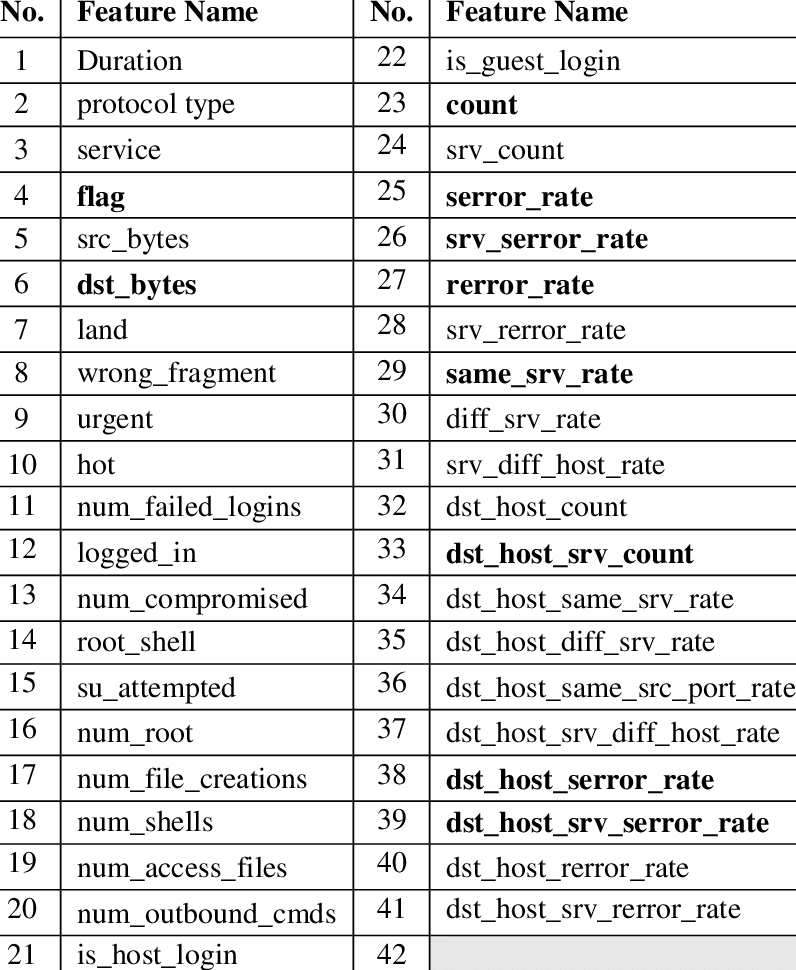 No. Feature Name No. Feature Name
1 Duration 22 is_guest_login
2 protocol type 23 count
3 service 24 srv_count
4 flag 25 serror_rate
5 src_bytes 26 srv_serror_rate
6 dst_bytes 27 rerror_rate
7 land 28 srv_rerror_rate
8 wrong_fragment 29 same_srv_rate
9 urgent 30 diff_srv_rate
10 hot 31 srv_diff_host_rate
11 num_failed_logins 32 dst_host_count
12 logged_in 33 dst_host_srv_count
13 num_compromised 34 dst_host_same_srv_rate
14 root_shell 35 dst_host_diff_srv_rate
15 su_attempted 36 dst_host_same_src_port_rate
16 num_root 37 dst_host_srv_diff_host_rate
17 num_file_creations 38 dst_host_serror_rate
18 num_shells 39 dst_host_srv_serror_rate
19 num_access_files 40 dst_host_rerror_rate
20 num_outbound_cmds 41 dst_host_srv_rerror_rate
21 is_host_login 42